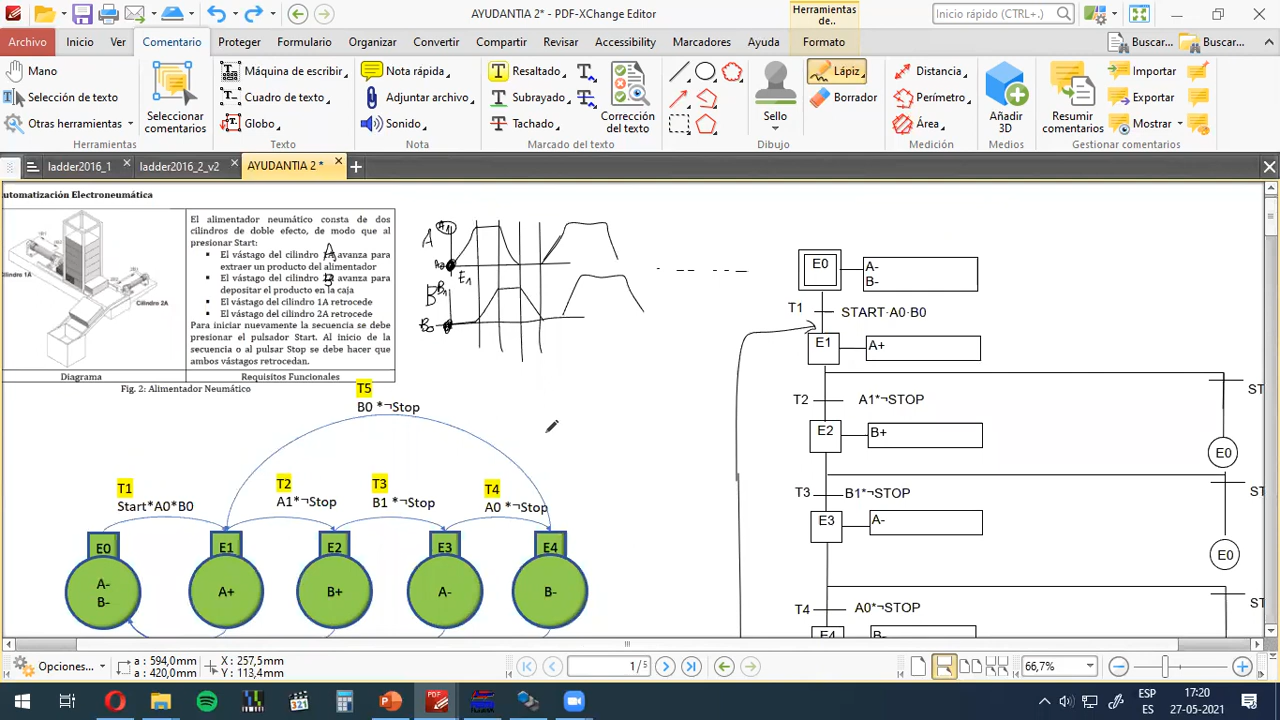 AYUDANTIA 2 * - PDF-XChange Editor
Herramientas de..
Inicio rápido (CTRL+.)
Archivo
Inicio
Ver
Comentario
Proteger
Formulario
Organizar
Convertir
Compartir
Revisar
Accessibility
Marcadores
Ayuda
Formato
Buscar...
Buscar...
Mano
Selección de texto
Otras herramientas
Herramientas
Seleccionar comentarios
Máquina de escribir
Cuadro de texto
Globo
Texto
Nota rápida
Adjuntar archivo
Sonido
Nota
Resaltado
Subrayado
Tachado
Corrección del texto
Marcado del texto
Sello
Lápiz
Borrador
Dibujo
Distancia
Perímetro
Área
Medición
Añadir 3D
Medios
Resumir comentarios
Importar
Exportar
Mostrar
Gestionar comentarios
ladder2016_1
ladder2016_2_v2
AYUDANTIA 2 *
utomatización Electroneumática
El alimentador neumático consta de dos
cilindros de doble efecto, de modo que al
presionar Start:
El vástago del cilindro A avanza para
extraer un producto del alimentador
El vástago del cilindro B avanza para
depositar el producto en la caja
El vástago del cilindro 1A retrocede
El vástago del cilindro 2A retrocede
Para iniciar nuevamente la secuencia se debe
presionar el pulsador Start. Al inicio de la
secuencia o al pulsar Stop se debe hacer que
ambos vástagos retrocedan.
Cilindro 2A
Diagrama
Requisitos Funcionales
Fig. 2: Alimentador Neumático
A
A1
A0
E1
B
B1
B0
T5
B0 *¬Stop
T1
Start*A0*B0
T2
A1*¬Stop
T3
B1 *¬Stop
T4
A0 *¬Stop
E0
E1
E2
E3
E4
A-
B-
A+
B+
A-
B-
E0
A-
B-
T1
START·A0·B0
E1
A+
T2
A1*¬STOP
ST
E2
B+
E0
T3
B1*¬STOP
ST
E3
A-
E0
T4
A0*¬STOP
ST
E4
B-
Opciones...
a : 594,0mm
a : 420,0mm
X : 257,5mm
Y : 113,4mm
1/5
66,7%
ESP
ES
17:20
27-05-2021